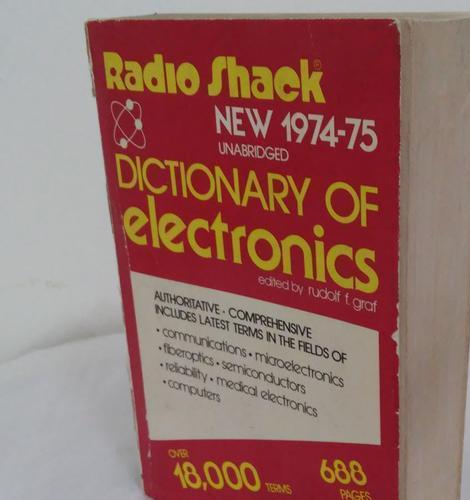 Radio Shack®
NEW 1974-75
UNABRIDGED
DICTIONARY OF
electronics
edited by rudolf f. graf
AUTHORITATIVE • COMPREHENSIVE
INCLUDES LATEST TERMS IN THE FIELDS OF
• communications • microelectronics
• fiberoptics • semiconductors
• reliability • medical electronics
• computers
OVER
18,000 TERMS
688
PAGES